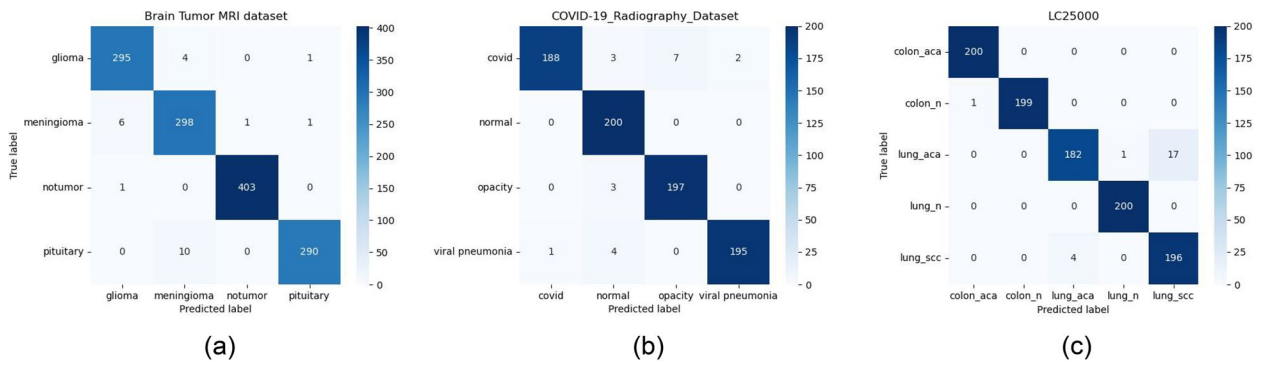 Brain Tumor MRI dataset
True label
glioma 295 4 0 1
meningioma 6 298 1 1
notumor 1 0 403 0
pituitary 0 10 0 290
glioma meningioma notumor pituitary
Predicted label
400
350
300
250
200
150
100
50
0
(a)
COVID-19_Radiography_Dataset
covid 188 3 7 2
normal 0 200 0 0
opacity 0 3 197 0
viral pneumonia 1 4 0 195
covid normal opacity viral pneumonia
Predicted label
200
175
150
125
100
75
50
25
0
(b)
LC25000
True label
colon_aca 200 0 0 0 0
colon_n 1 199 0 0 0
lung_aca 0 0 182 1 17
lung_n 0 0 0 200 0
lung_scc 0 0 4 0 196
colon_aca colon_n lung_aca lung_n lung_scc
Predicted label
200
175
150
125
100
75
50
25
0
(c)